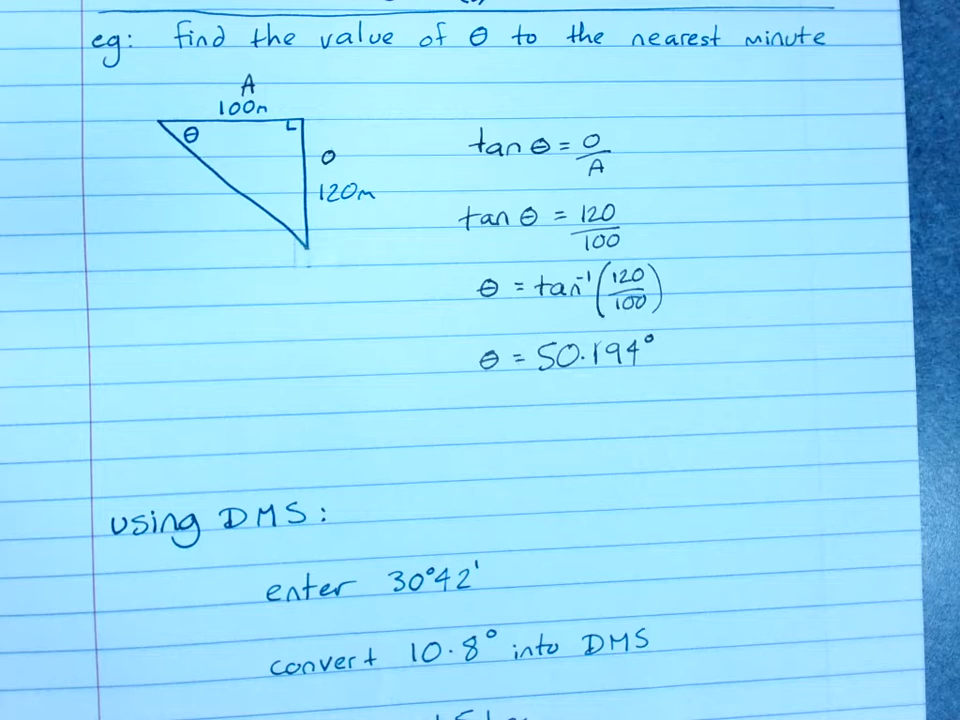 eg: find the value of θ to the nearest minute
A
100m
θ
O
120m
tan θ = O/A
tan θ = 120/100
θ = tan⁻¹(120/100)
θ = 50.194°
using DMS:
enter 30°42'
convert 10.8° into DMS